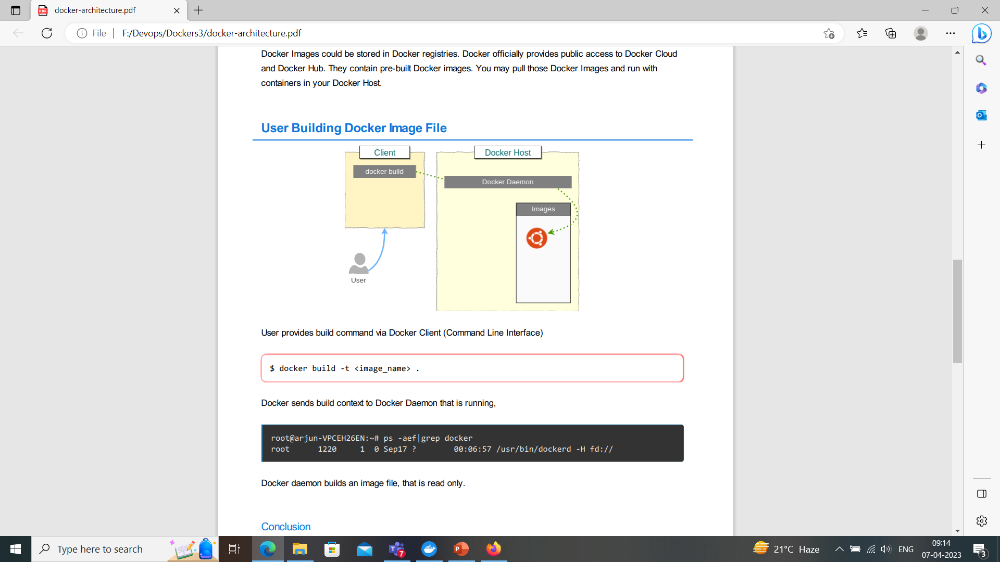 docker-architecture.pdf
File
F:/Devops/Dockers3/docker-architecture.pdf
Docker Images could be stored in Docker registries. Docker officially provides public access to Docker Cloud
and Docker Hub. They contain pre-built Docker images. You may pull those Docker Images and run with
containers in your Docker Host.
User Building Docker Image File
Client
Docker Host
docker build
Docker Daemon
Images
User
User provides build command via Docker Client (Command Line Interface)
$ docker build -t <image_name> .
Docker sends build context to Docker Daemon that is running,
root@arjun-VPCEH26EN:~# ps -aef|grep docker
root      1220     1  0 Sep17 ?        00:06:57 /usr/bin/dockerd -H fd://
Docker daemon builds an image file, that is read only.
Conclusion
Type here to search
7
21°C Haze
ENG
09:14
07-04-2023
3